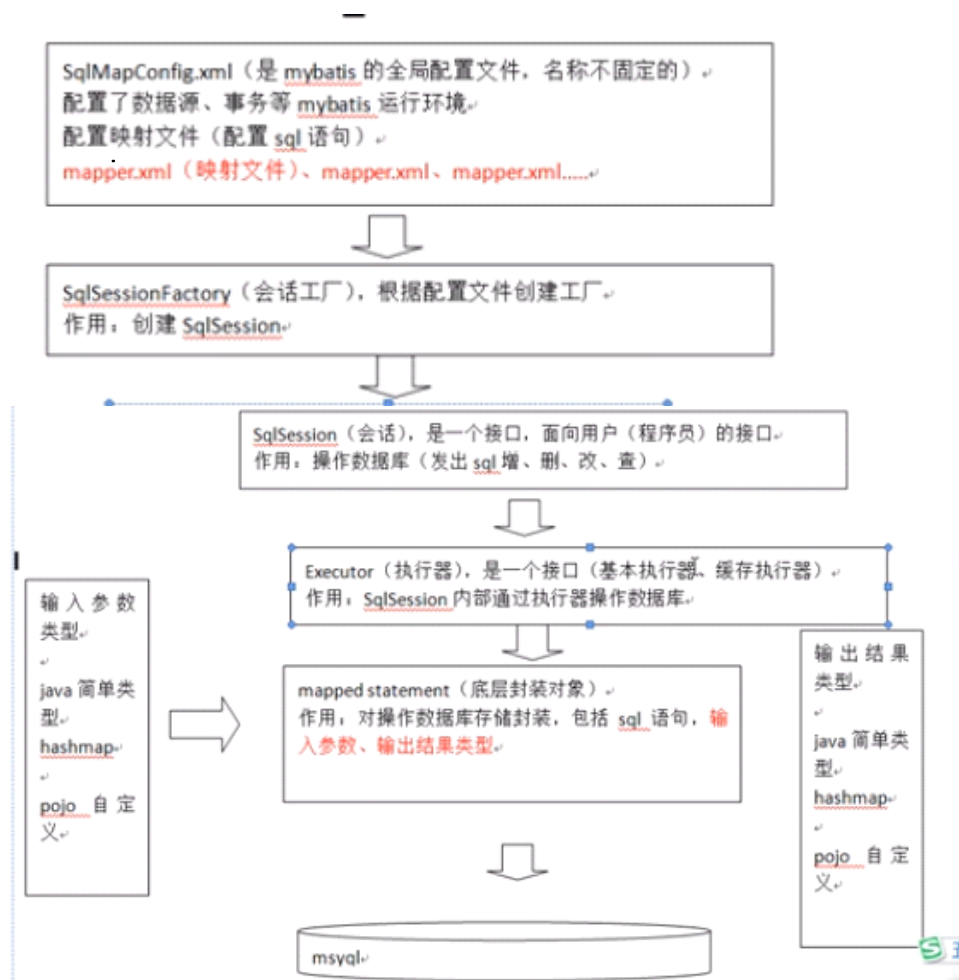 SqlMapConfig.xml（是 mybatis 的全局配置文件，名称不固定的）
配置了数据源、事务等 mybatis 运行环境
配置映射文件（配置 sql 语句）
mapper.xml（映射文件）、mapper.xml、mapper.xml.....
SqlSessionFactory（会话工厂），根据配置文件创建工厂
作用：创建 SqlSession
SqlSession（会话），是一个接口，面向用户（程序员）的接口
作用：操作数据库（发出 sql 增、删、改、查）
Executor（执行器），是一个接口（基本执行器、缓存执行器）
作用：SqlSession 内部通过执行器操作数据库
输入参数
类型
java 简单类
型
hashmap
pojo 自定
义
mapped statement（底层封装对象）
作用：对操作数据库存储封装，包括 sql 语句，输
入参数、输出结果类型
输出结果
类型
java 简单类
型
hashmap
pojo 自定
义
msyql